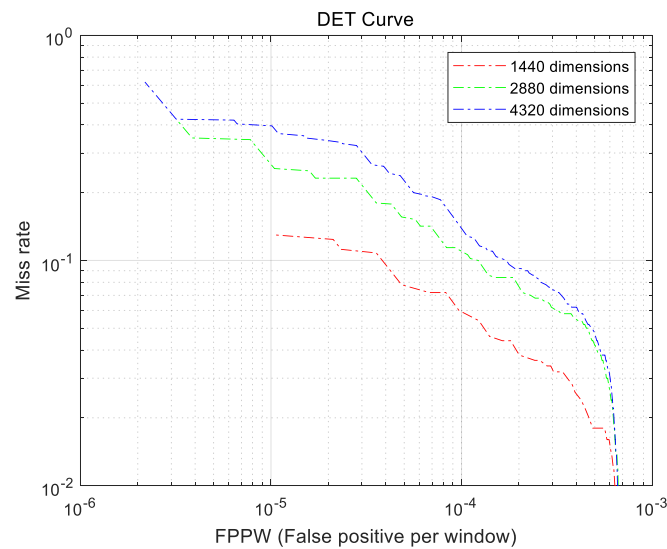 DET Curve
1440 dimensions
2880 dimensions
4320 dimensions
10^0
10^-1
10^-2
Miss rate
10^-6
10^-5
10^-4
10^-3
FPPW (False positive per window)